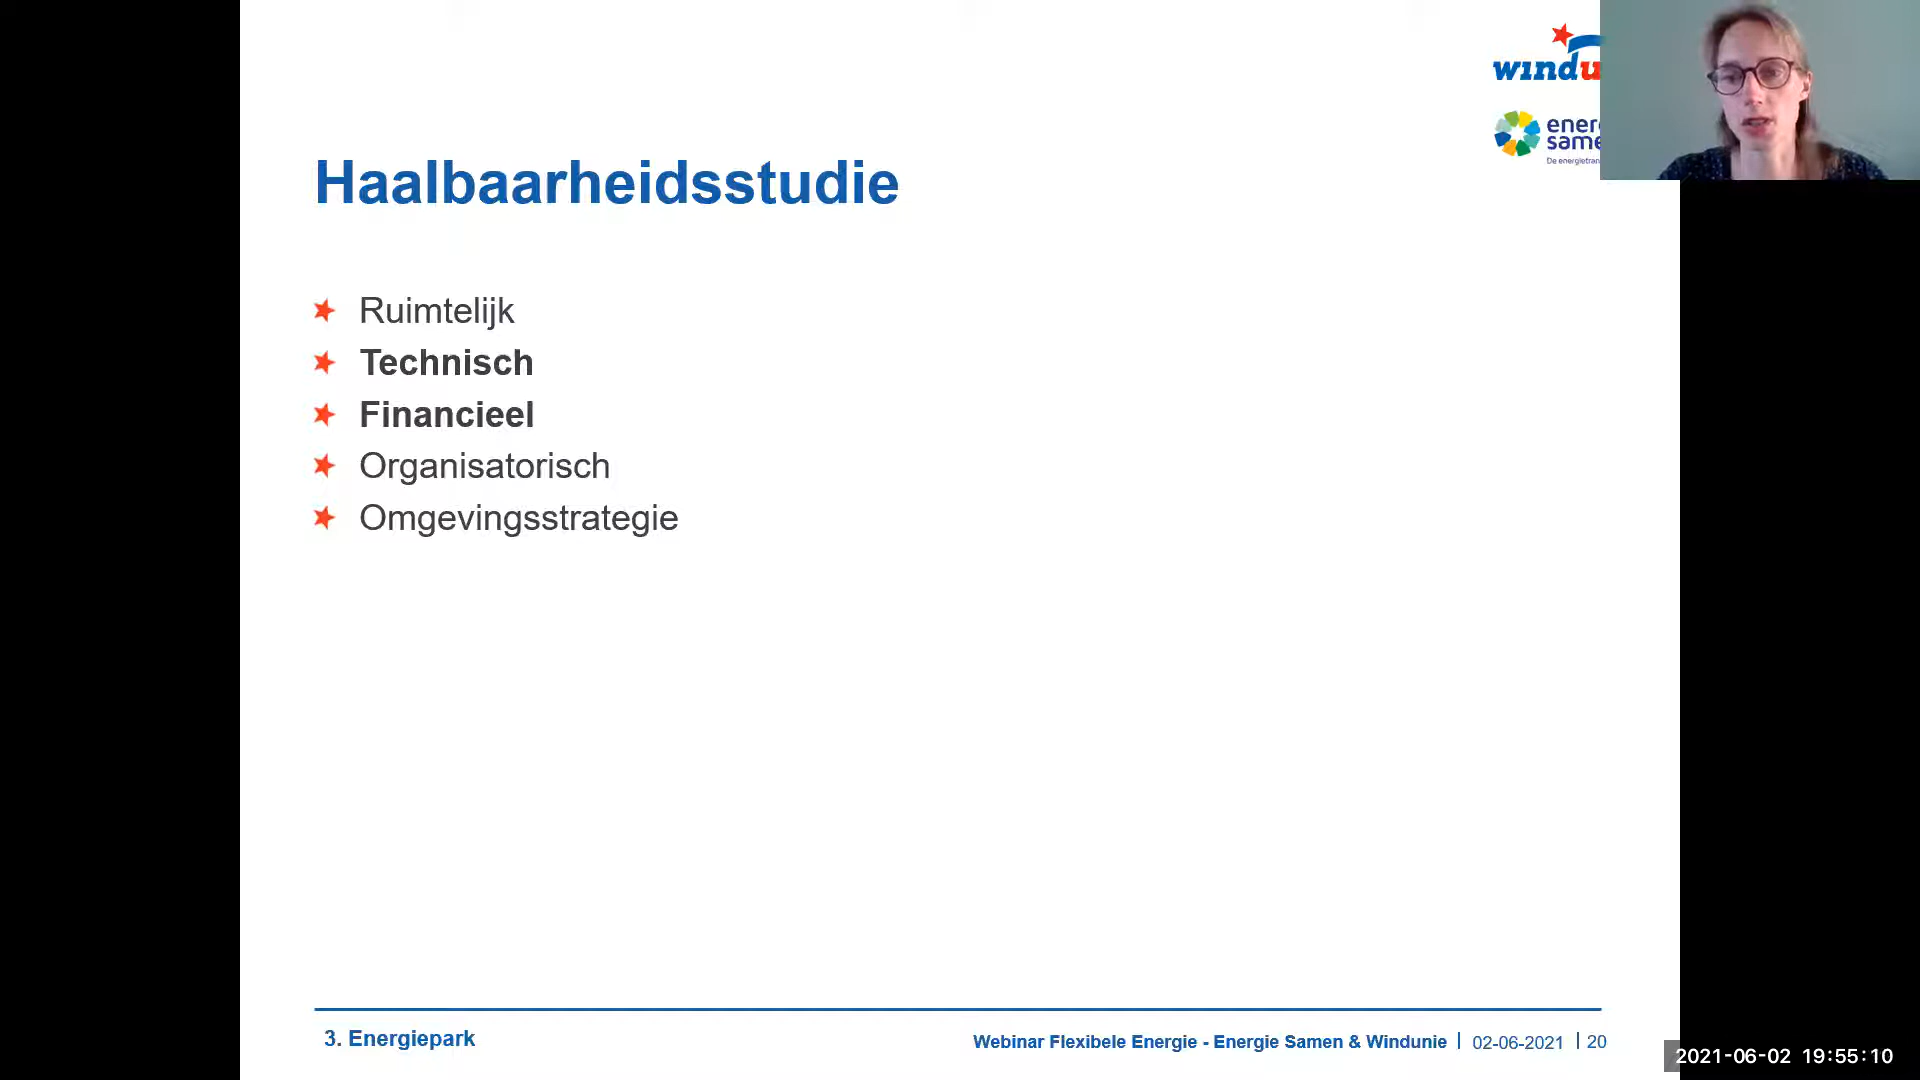 Haalbaarheidsstudie
Ruimtelijk
Technisch
Financieel
Organisatorisch
Omgevingsstrategie
3. Energiepark
Webinar Flexibele Energie - Energie Samen & Windunie | 02-06-2021 | 20
2021-06-02 19:55:10